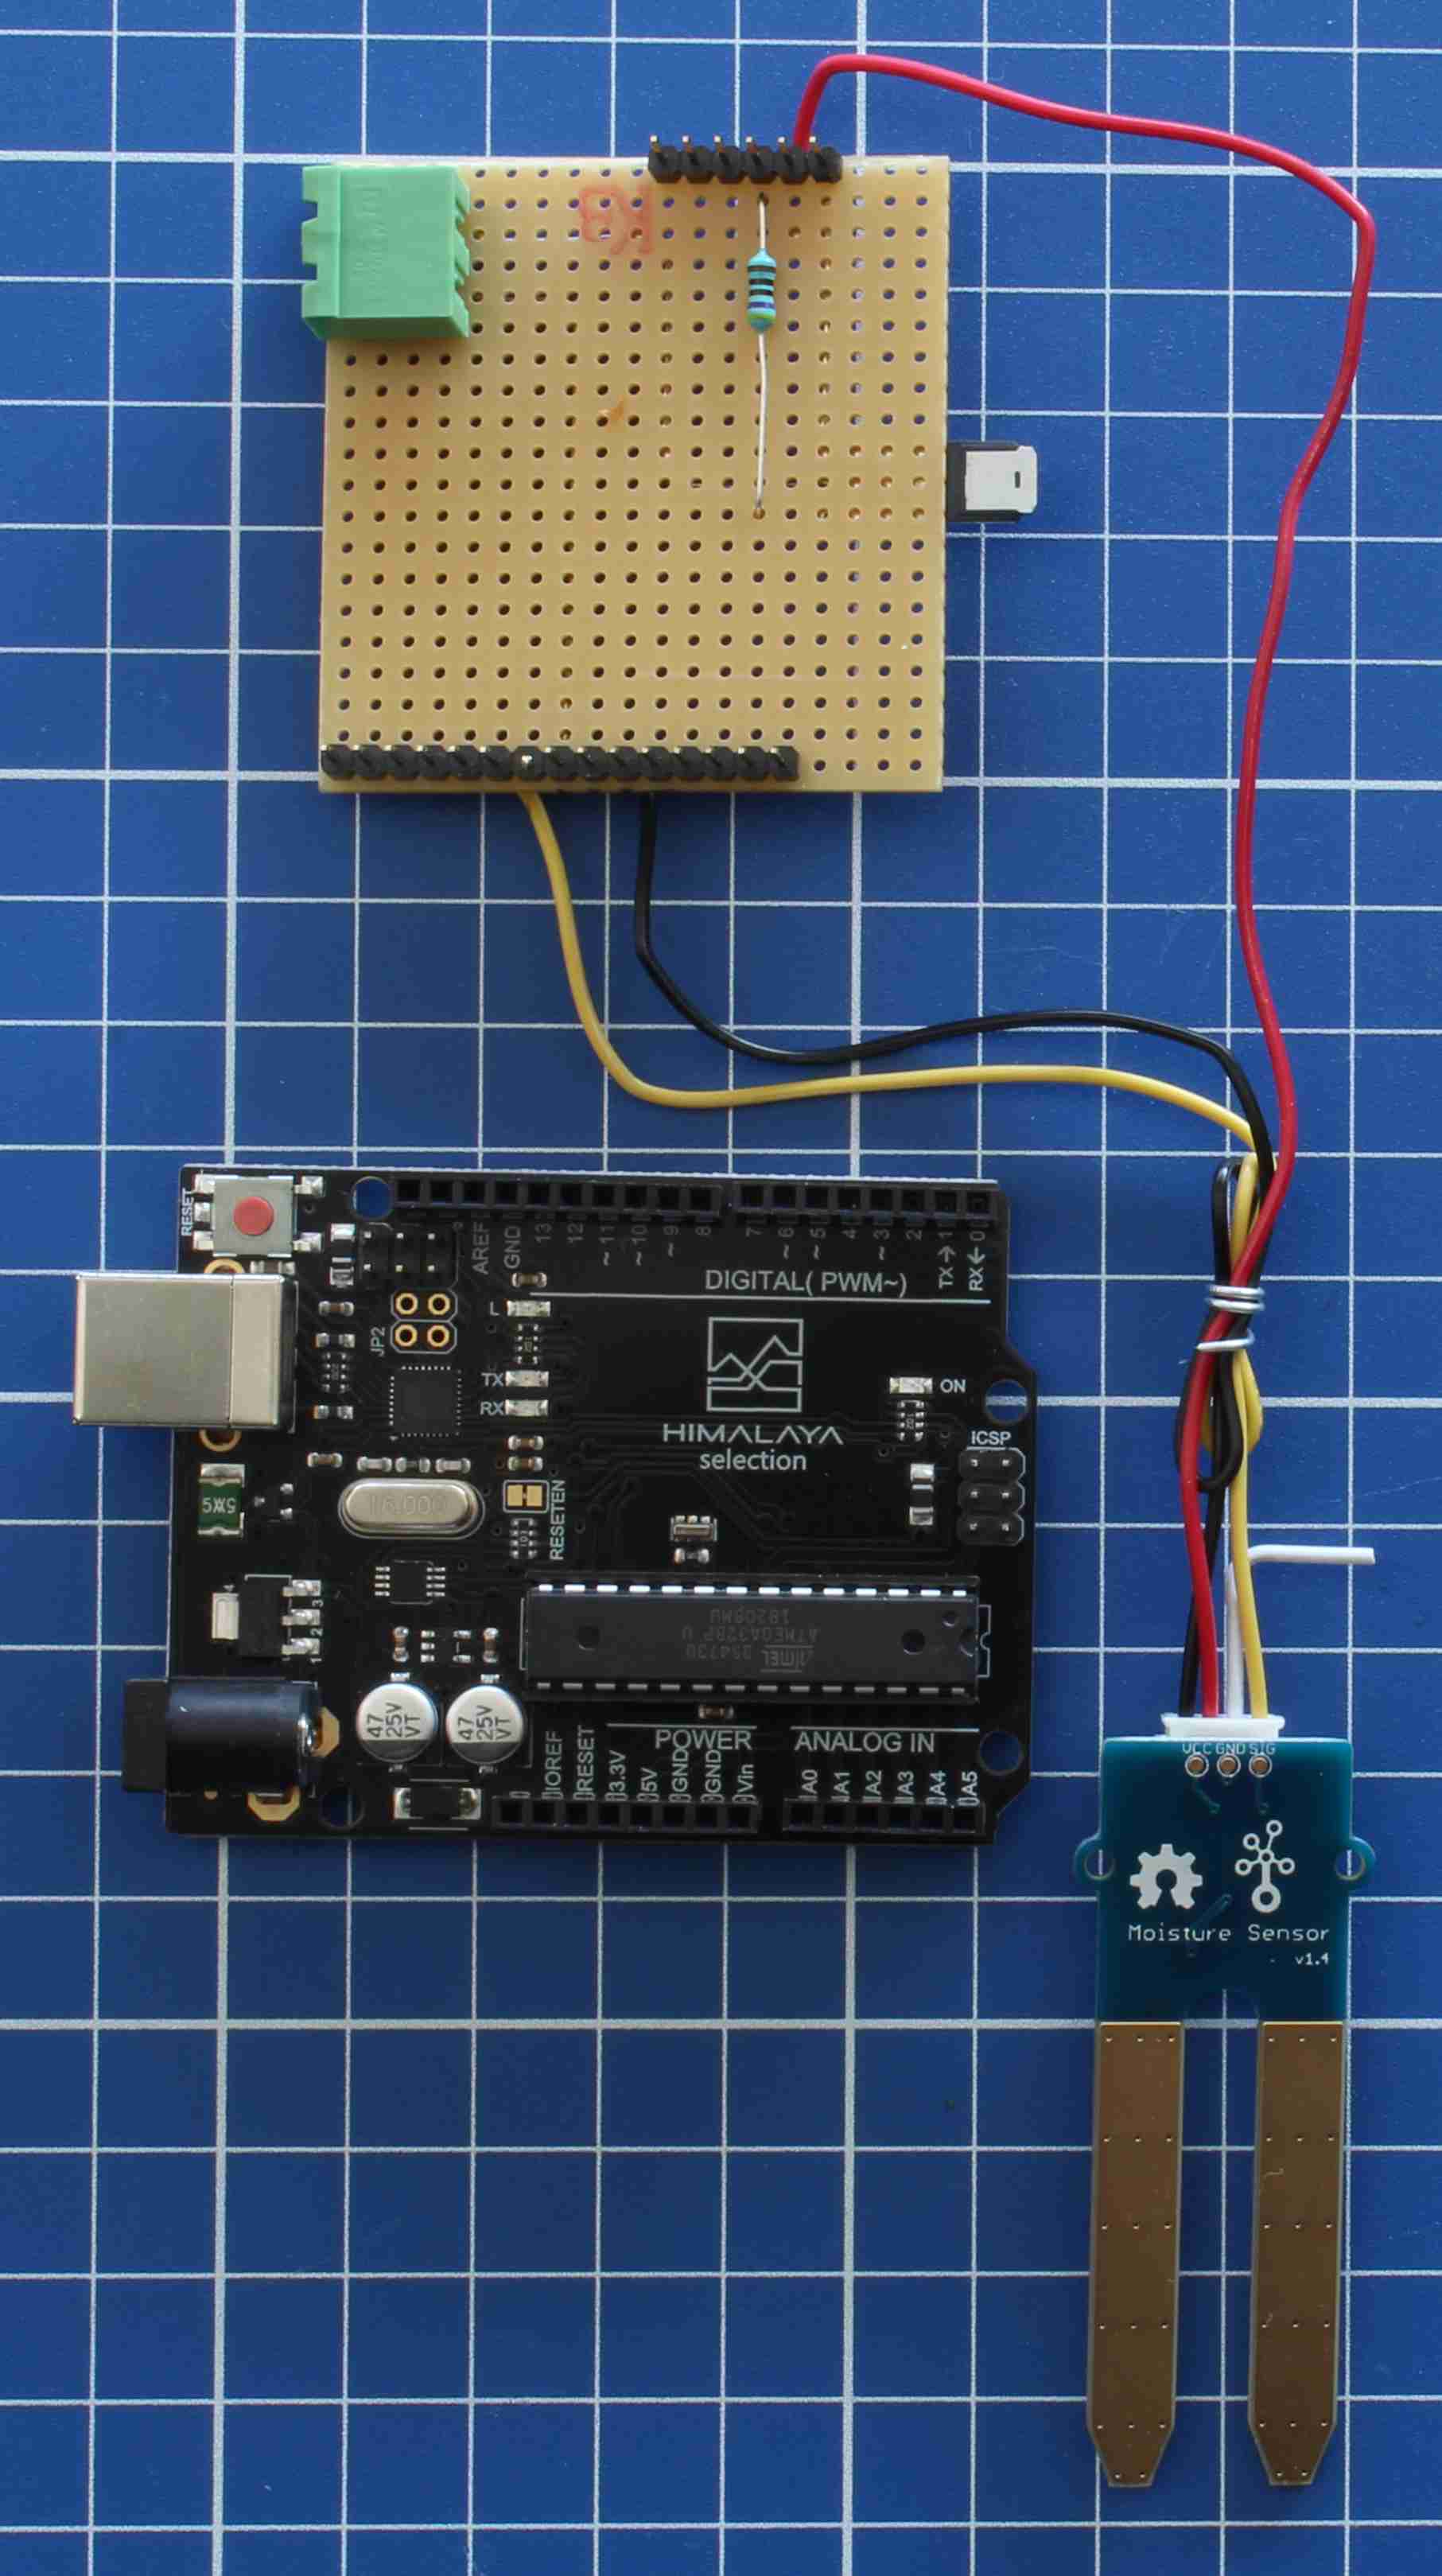 RESET
AREF
GND
13
12
~11
~10
~9
8
7
~6
~5
4
~3
2
TX→1
RX←0
DIGITAL( PWM~)
L
JP2
TX
RX
ON
HIMALAYA
selection
ICSP
16.000
RESETEN
ATMEL
POWER
ANALOG IN
47
25V
VT
47
25V
VT
IOREF
RESET
3.3V
5V
GND
GND
Vin
A0
A1
A2
A3
A4
A5
VCC GND SIG
Moisture Sensor
v1.4